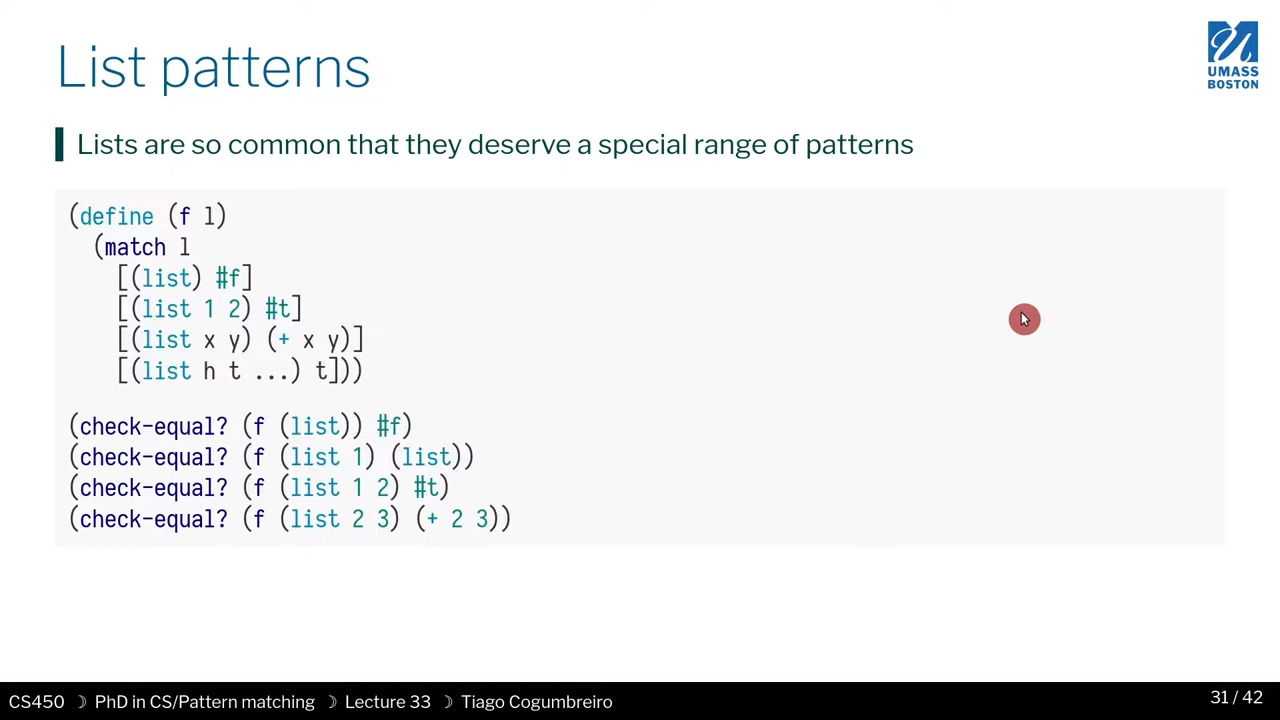 List patterns
UMASS
BOSTON
Lists are so common that they deserve a special range of patterns
(define (f l)
  (match l
    [(list) #f]
    [(list 1 2) #t]
    [(list x y) (+ x y)]
    [(list h t ...) t]))
(check-equal? (f (list)) #f)
(check-equal? (f (list 1) (list))
(check-equal? (f (list 1 2) #t)
(check-equal? (f (list 2 3) (+ 2 3))
CS450 ☽ PhD in CS/Pattern matching ☽ Lecture 33 ☽ Tiago Cogumbreiro
31 / 42